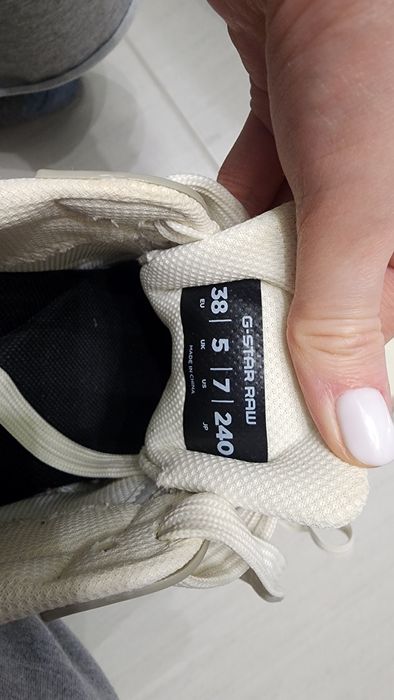 G-STAR RAW
38 | 5 | 7 | 240
EU UK US JP
MADE IN CHINA